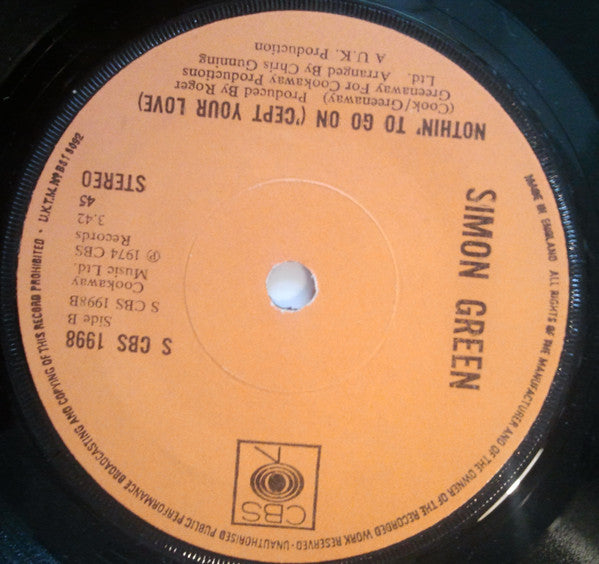 CBS
S CBS 1998
Side B
S CBS 1998B
Cookaway
Music Ltd.
℗ 1974 CBS
Records
3.42
45
STEREO
SIMON GREEN
NOTHIN' TO GO ON ('CEPT YOUR LOVE)
(Cook/Greenaway) Produced By Roger
Greenaway For Cookaway Productions
Ltd. Arranged By Chris Gunning
A U.K. Production
MADE IN ENGLAND ALL RIGHTS OF THE MANUFACTURER AND OF THE OWNER OF THE RECORDED WORK RESERVED · UNAUTHORISED PUBLIC PERFORMANCE BROADCASTING AND COPYING OF THIS RECORD PROHIBITED · U.K.T.M. Nº B818092